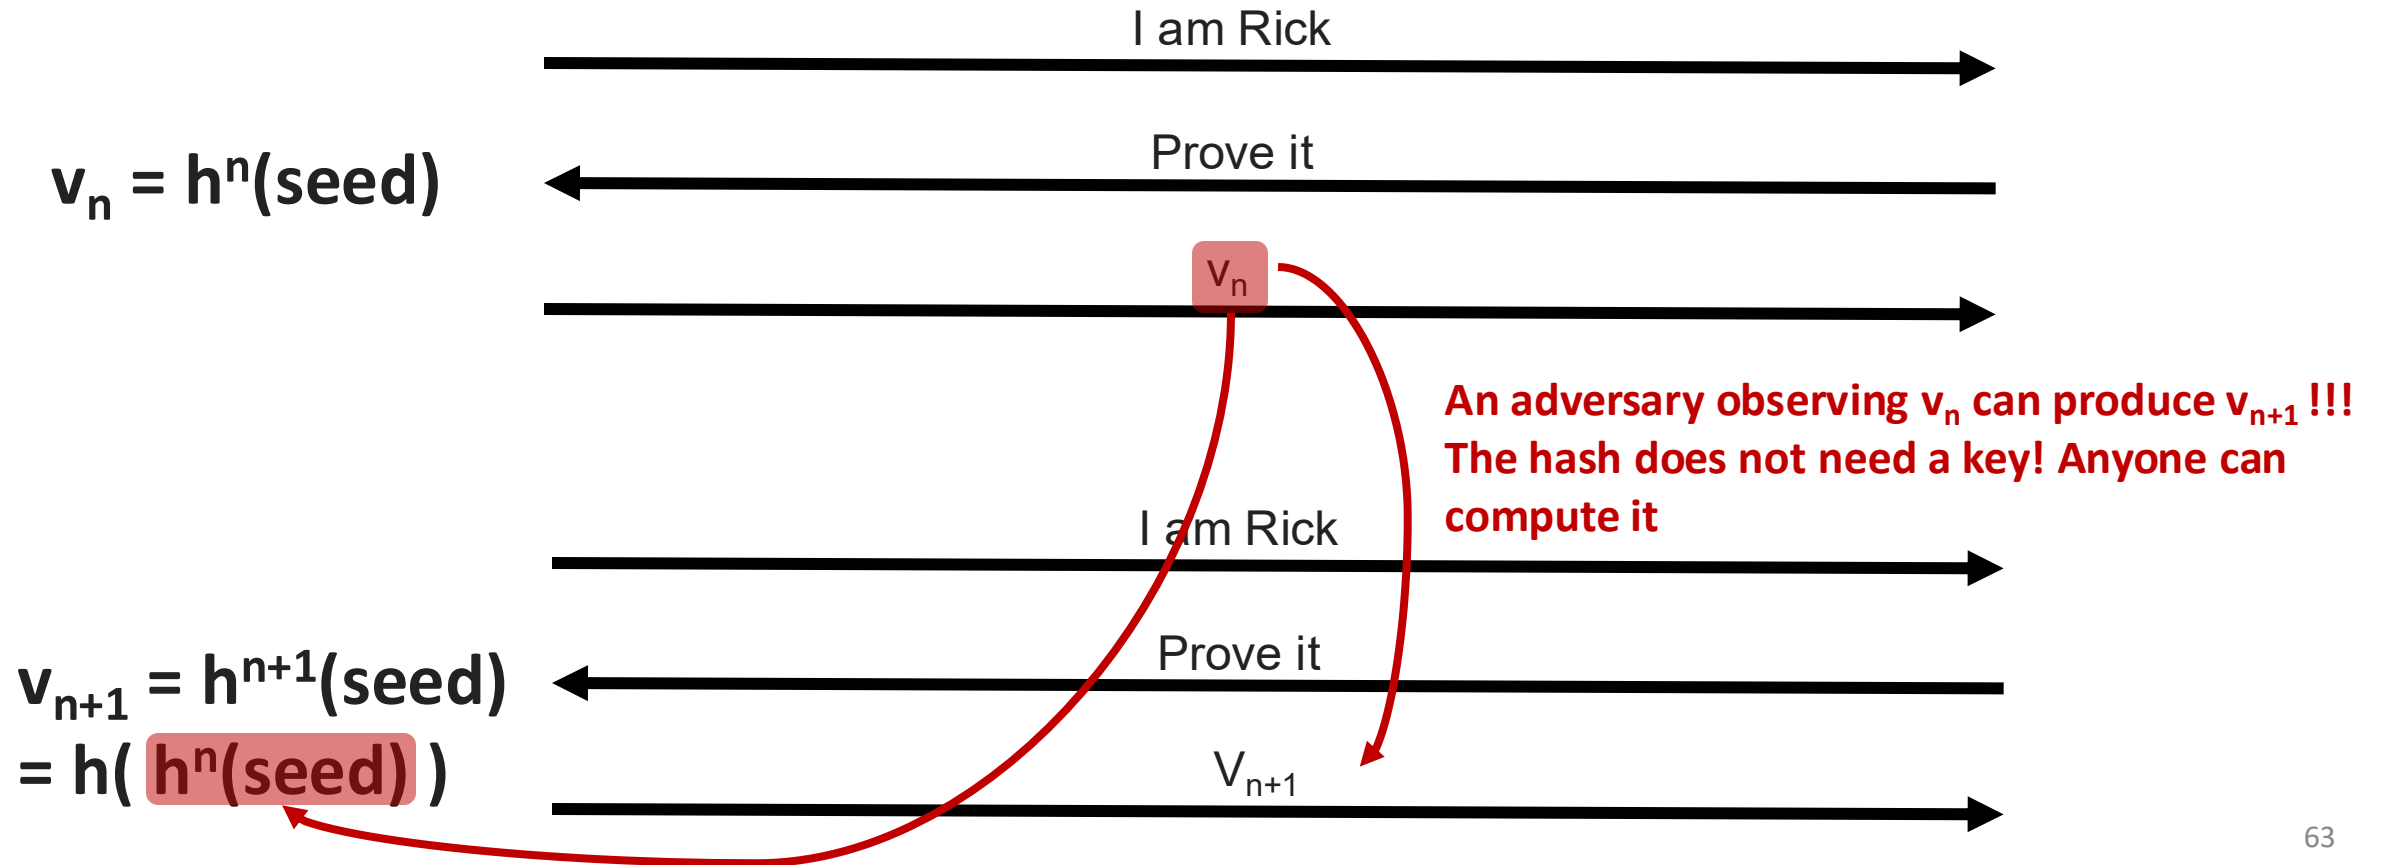 I am Rick
Prove it
vₙ = hⁿ(seed)
vₙ
An adversary observing vₙ can produce vₙ₊₁ !!!
The hash does not need a key! Anyone can
compute it
I am Rick
Prove it
vₙ₊₁ = hⁿ⁺¹(seed)
= h( hⁿ(seed) )
Vₙ₊₁
63